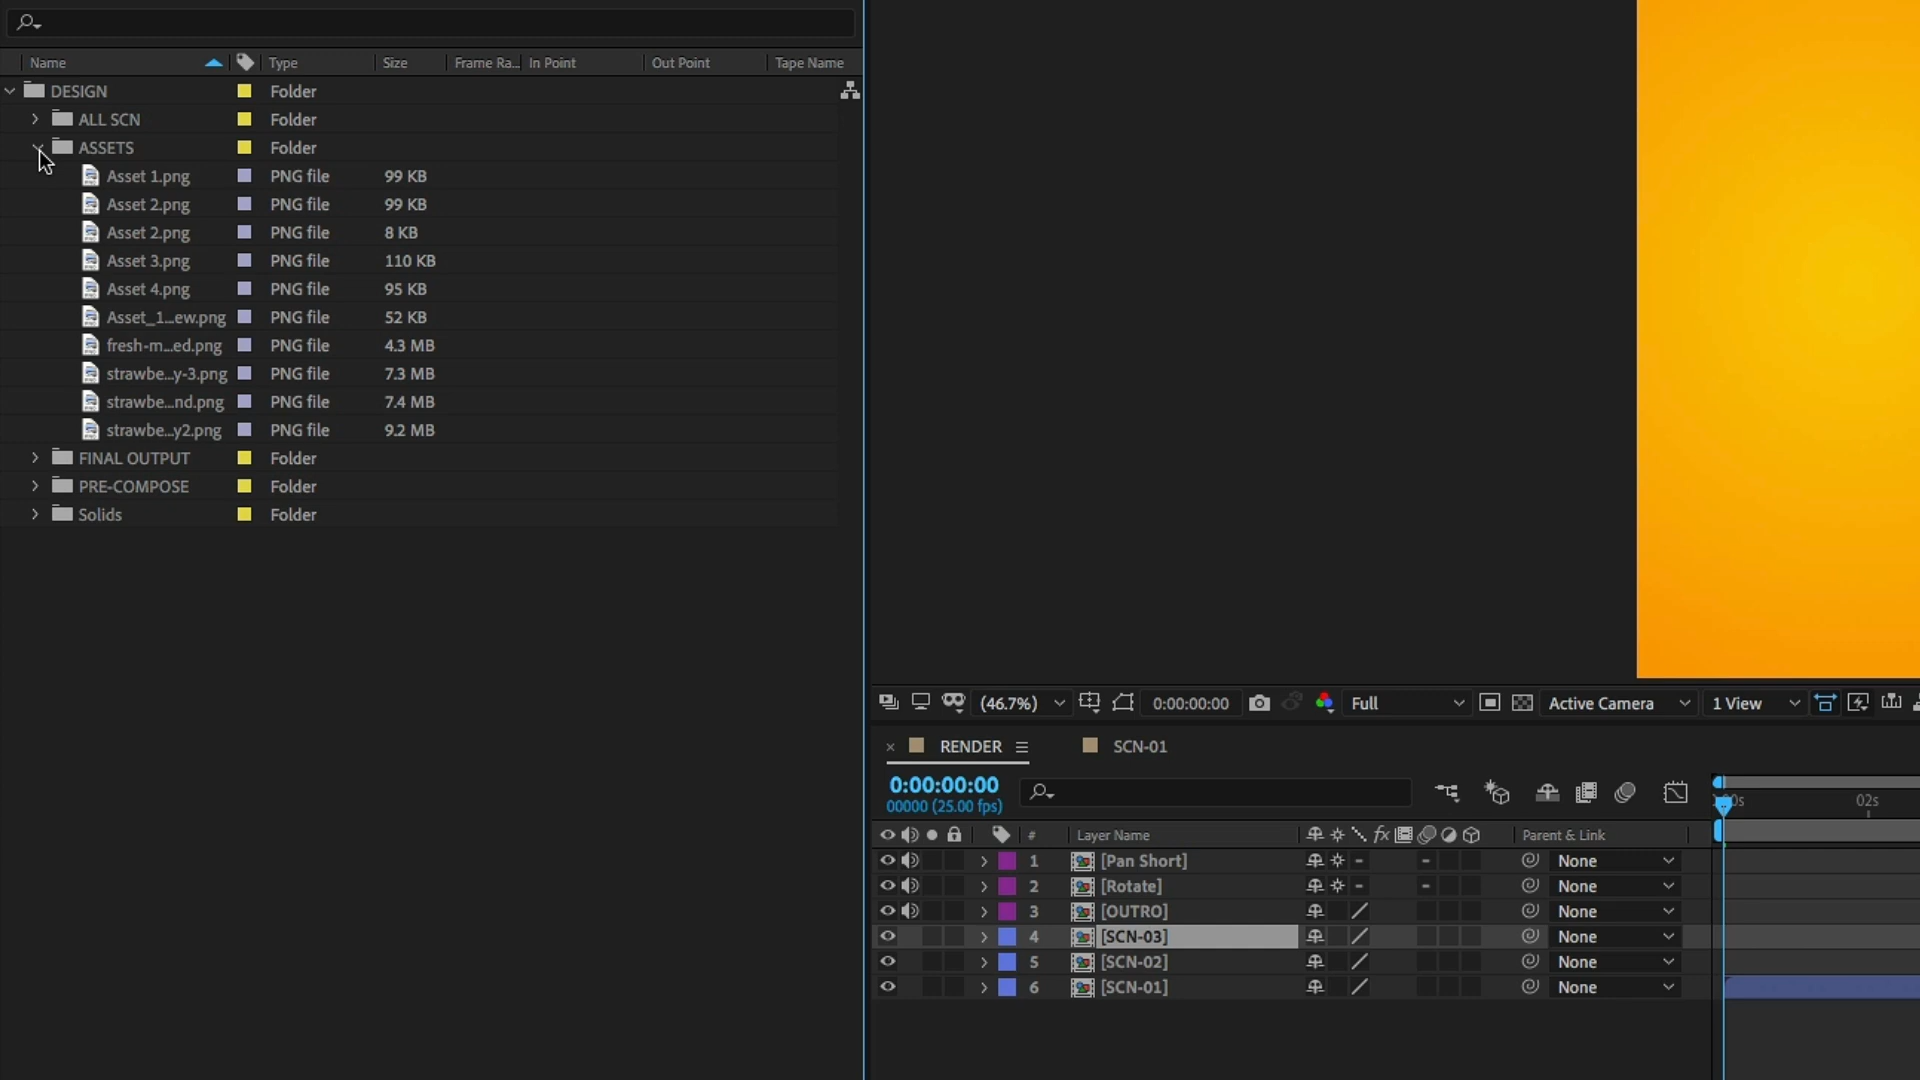 Name Type Size Frame Ra... In Point Out Point Tape Name
DESIGN Folder
ALL SCN Folder
ASSETS Folder
Asset 1.png PNG file 99 KB
Asset 2.png PNG file 99 KB
Asset 2.png PNG file 8 KB
Asset 3.png PNG file 110 KB
Asset 4.png PNG file 95 KB
Asset_1...ew.png PNG file 52 KB
fresh-m...ed.png PNG file 4.3 MB
strawbe...y-3.png PNG file 7.3 MB
strawbe...nd.png PNG file 7.4 MB
strawbe...y2.png PNG file 9.2 MB
FINAL OUTPUT Folder
PRE-COMPOSE Folder
Solids Folder
(46.7%) 0:00:00:00 Full Active Camera 1 View
RENDER SCN-01
0:00:00:00
00000 (25.00 fps)
02s
# Layer Name fx Parent & Link
1 [Pan Short] None
2 [Rotate] None
3 [OUTRO] None
4 [SCN-03] None
5 [SCN-02] None
6 [SCN-01] None